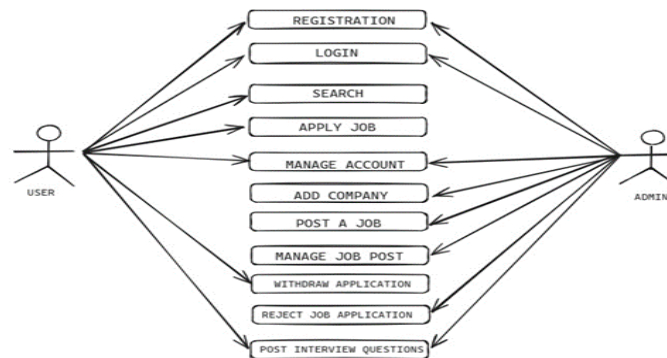 REGISTRATION
LOGIN
SEARCH
APPLY JOB
MANAGE ACCOUNT
USER
ADMIN
ADD COMPANY
POST A JOB
MANAGE JOB POST
WITHDRAW APPLICATION
REJECT JOB APPLICATION
POST INTERVIEW QUESTIONS